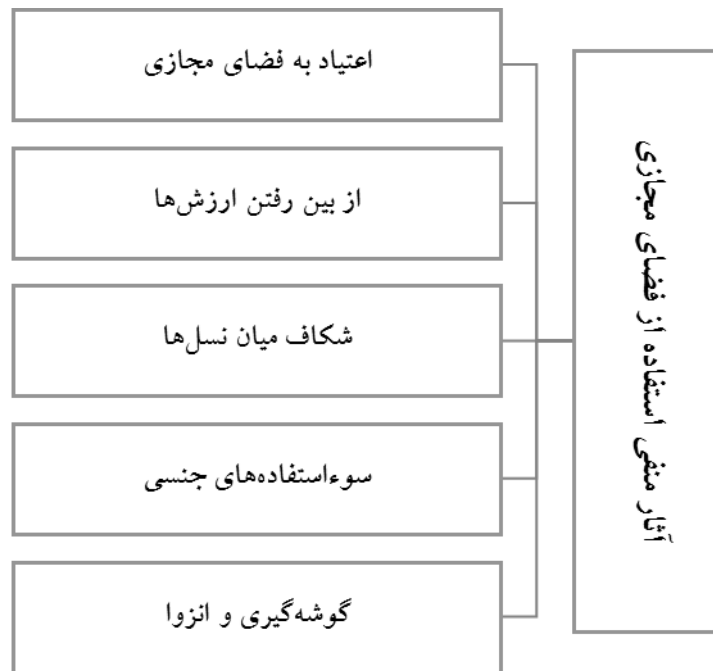 آثار منفی استفاده از فضای مجازی
اعتیاد به فضای مجازی
از بین رفتن ارزش‌ها
شکاف میان نسل‌ها
سوءاستفاده‌های جنسی
گوشه‌گیری و انزوا